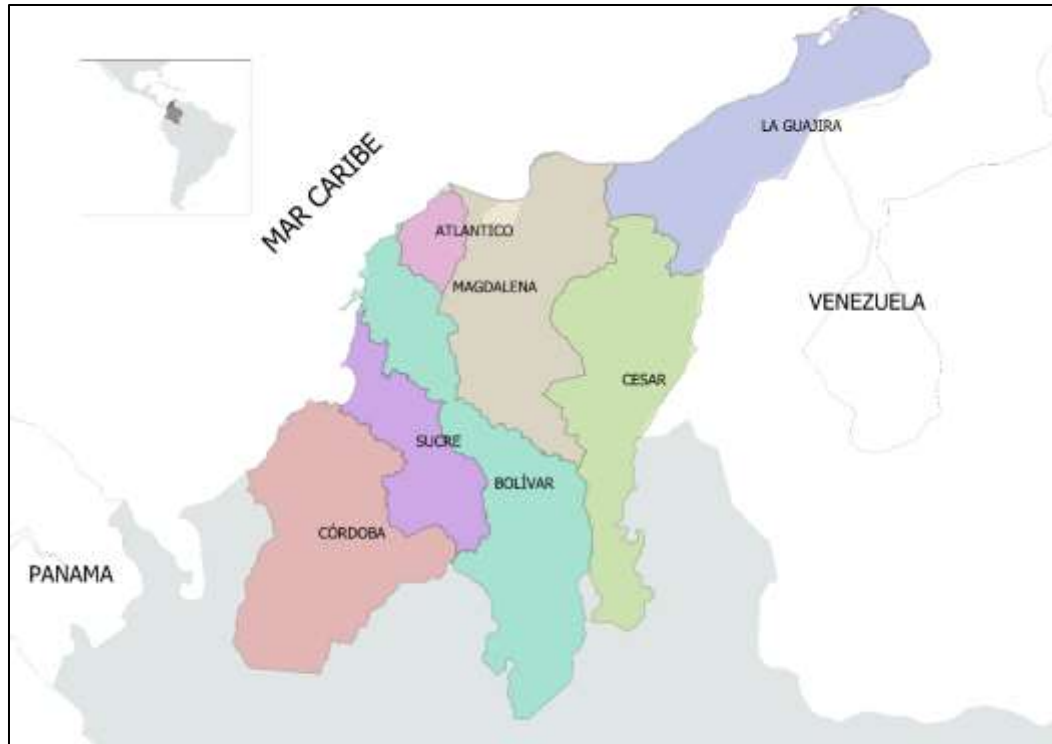 LA GUAJIRA
MAR CARIBE
ATLANTICO
MAGDALENA
VENEZUELA
CESAR
SUCRE
BOLÍVAR
CÓRDOBA
PANAMA